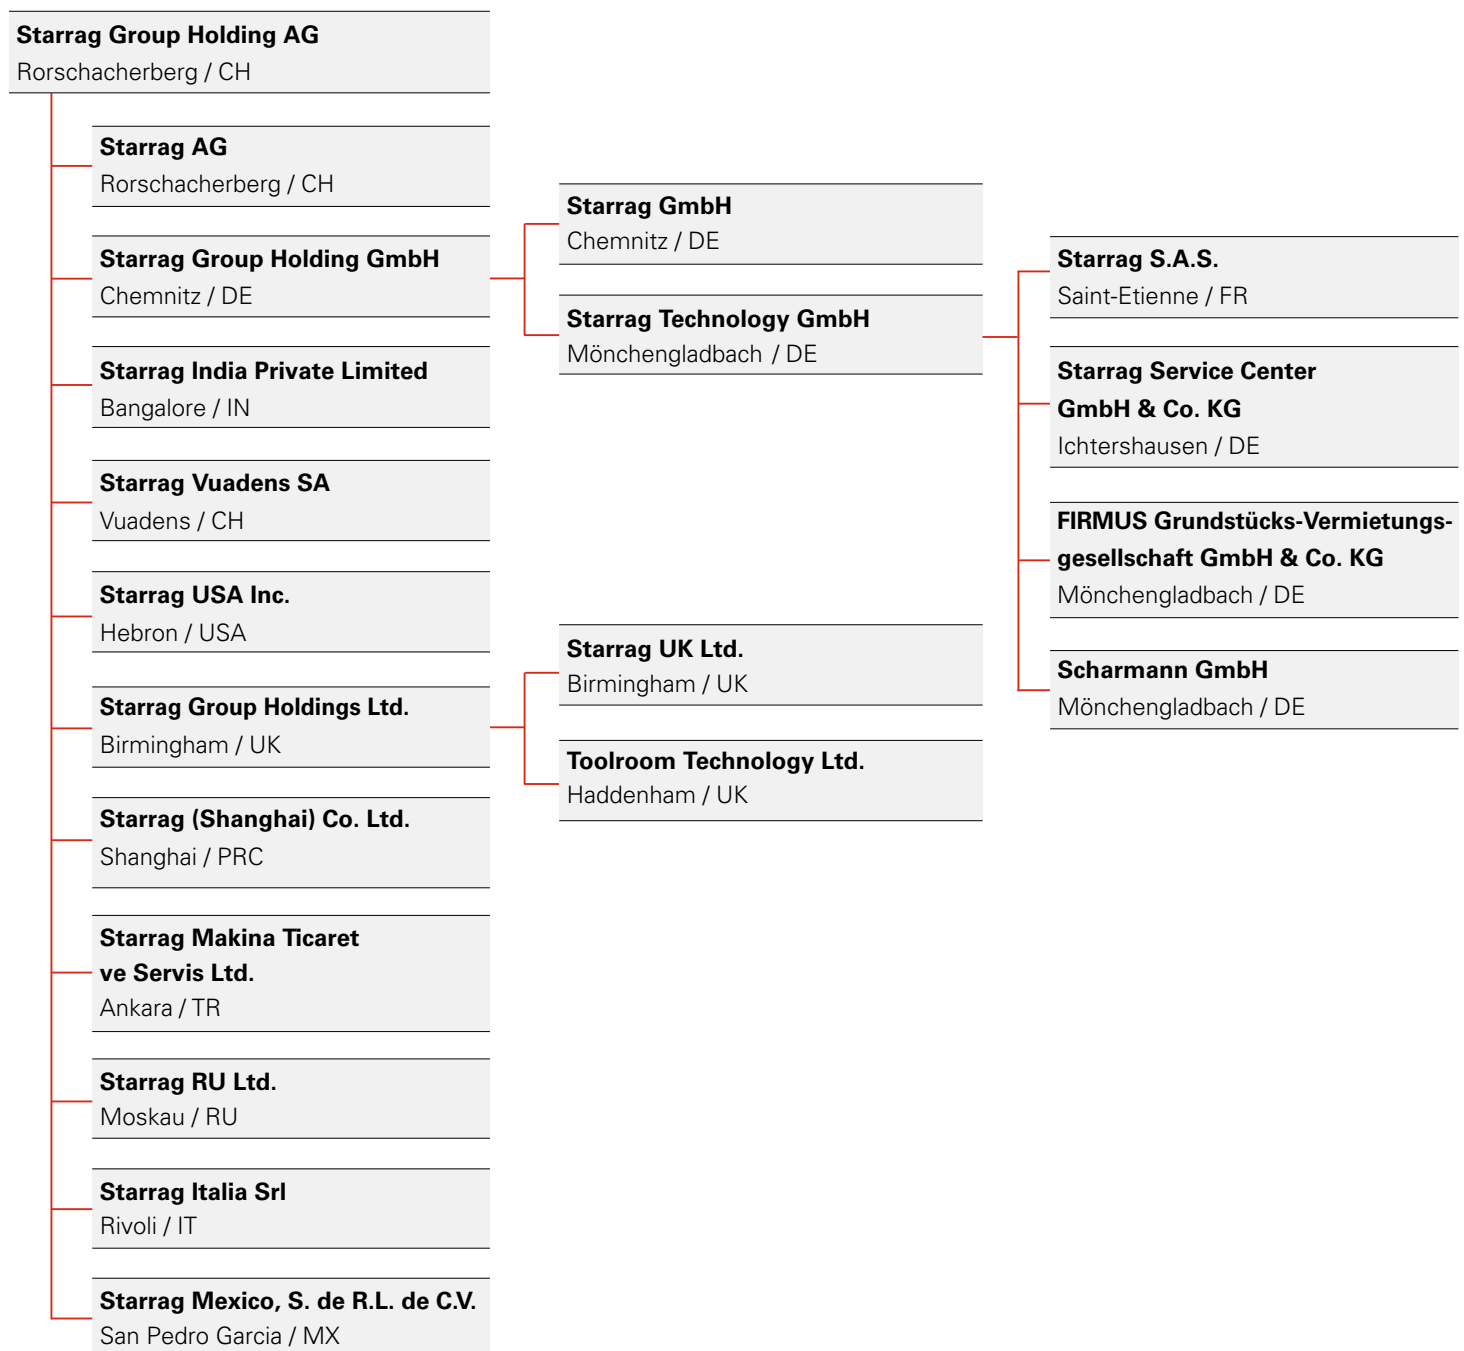 Starrag Group Holding AG
Rorschacherberg / CH
Starrag AG
Rorschacherberg / CH
Starrag Group Holding GmbH
Chemnitz / DE
Starrag India Private Limited
Bangalore / IN
Starrag Vuadens SA
Vuadens / CH
Starrag USA Inc.
Hebron / USA
Starrag Group Holdings Ltd.
Birmingham / UK
Starrag (Shanghai) Co. Ltd.
Shanghai / PRC
Starrag Makina Ticaret
ve Servis Ltd.
Ankara / TR
Starrag RU Ltd.
Moskau / RU
Starrag Italia Srl
Rivoli / IT
Starrag Mexico, S. de R.L. de C.V.
San Pedro Garcia / MX
Starrag GmbH
Chemnitz / DE
Starrag Technology GmbH
Mönchengladbach / DE
Starrag UK Ltd.
Birmingham / UK
Toolroom Technology Ltd.
Haddenham / UK
Starrag S.A.S.
Saint-Etienne / FR
Starrag Service Center
GmbH & Co. KG
Ichtershausen / DE
FIRMUS Grundstücks-Vermietungs-
gesellschaft GmbH & Co. KG
Mönchengladbach / DE
Scharmann GmbH
Mönchengladbach / DE